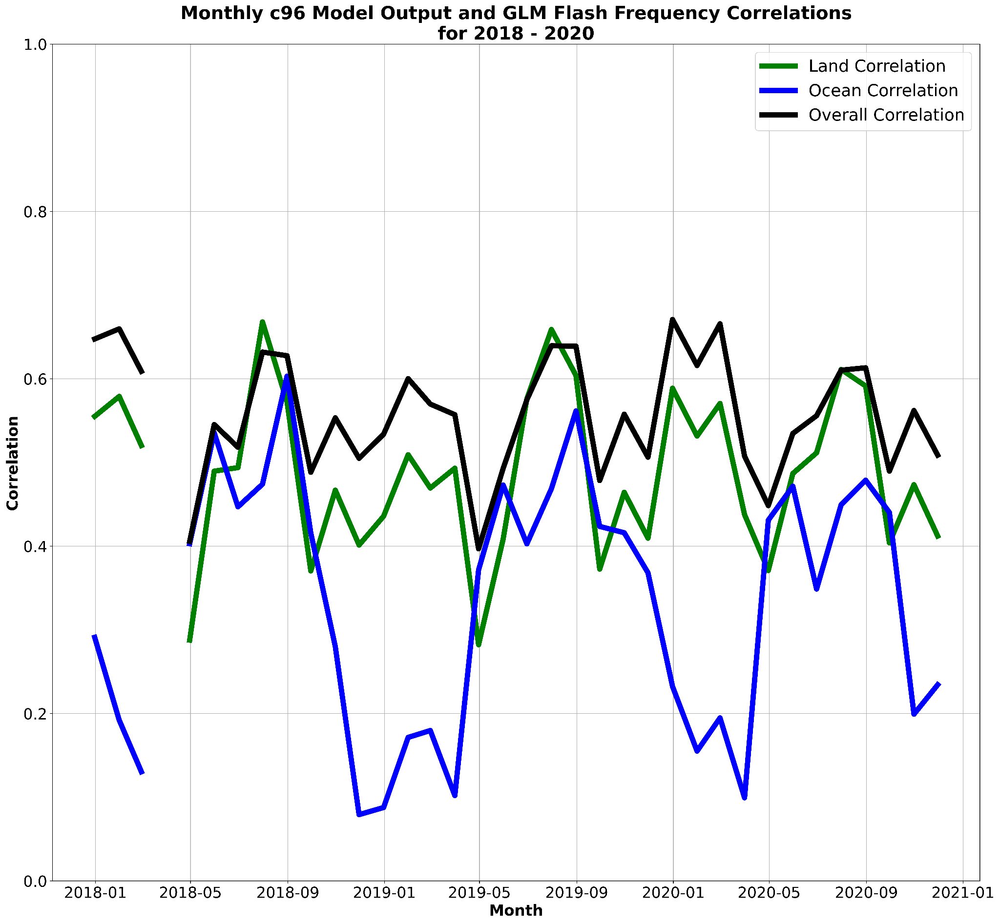 Monthly c96 Model Output and GLM Flash Frequency Correlations
for 2018 - 2020
1.0
0.8
0.6
0.4
0.2
0.0
Correlation
Land Correlation
Ocean Correlation
Overall Correlation
2018-01 2018-05 2018-09 2019-01 2019-05 2019-09 2020-01 2020-05 2020-09 2021-01
Month